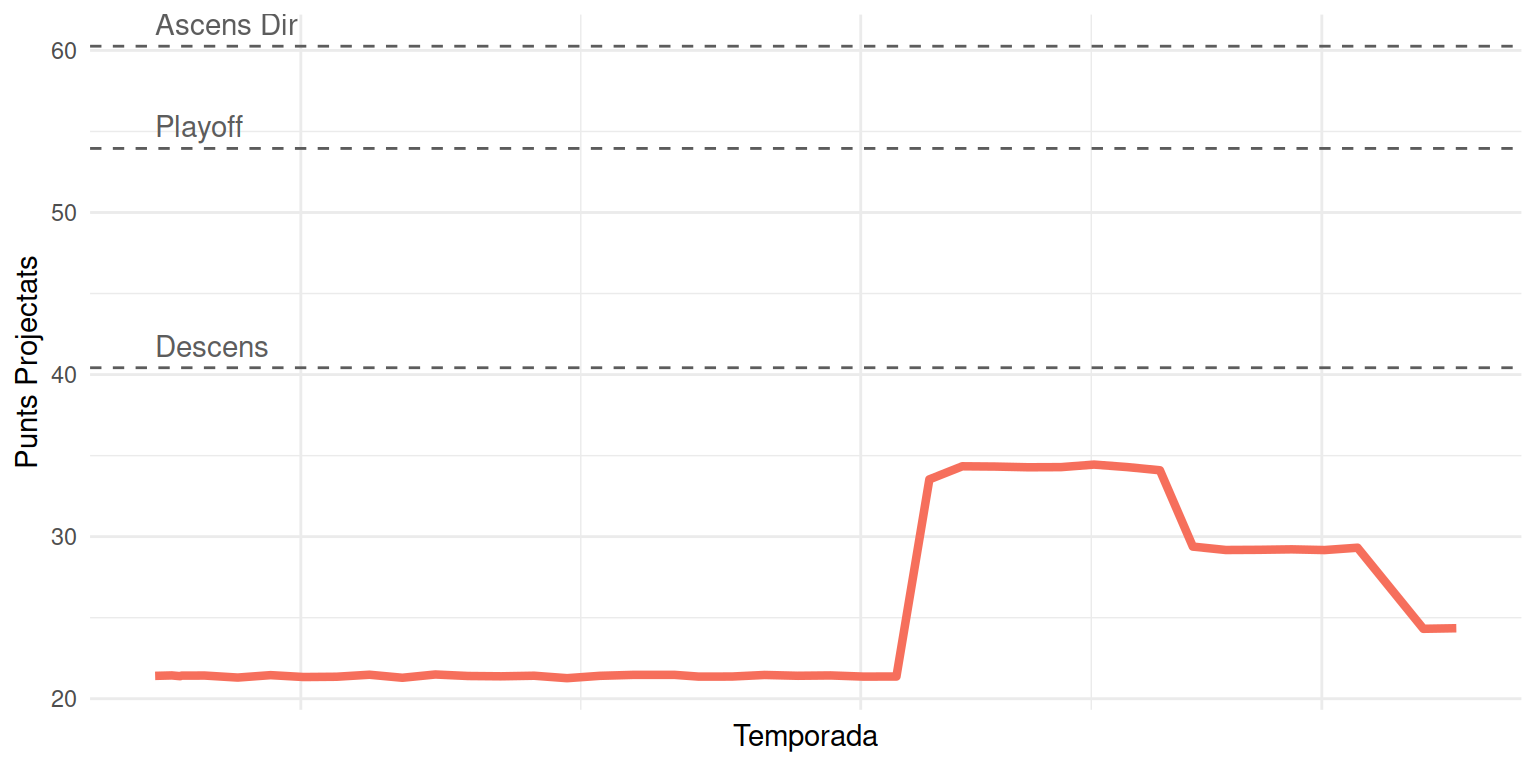 Ascens Dir
60
Playoff
50
Descens
40
30
20
Punts Projectats
Temporada